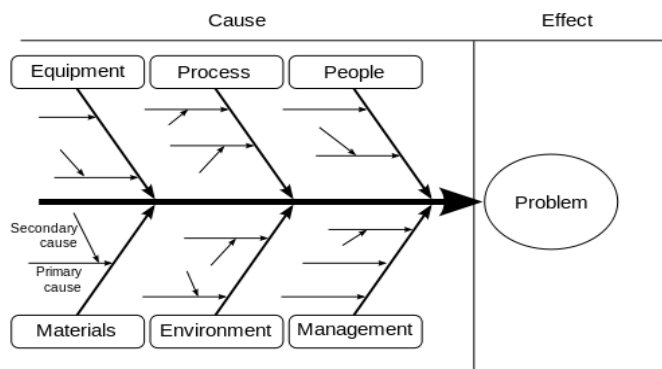 Cause
Effect
Equipment
Process
People
Problem
Secondary
cause
Primary
cause
Materials
Environment
Management